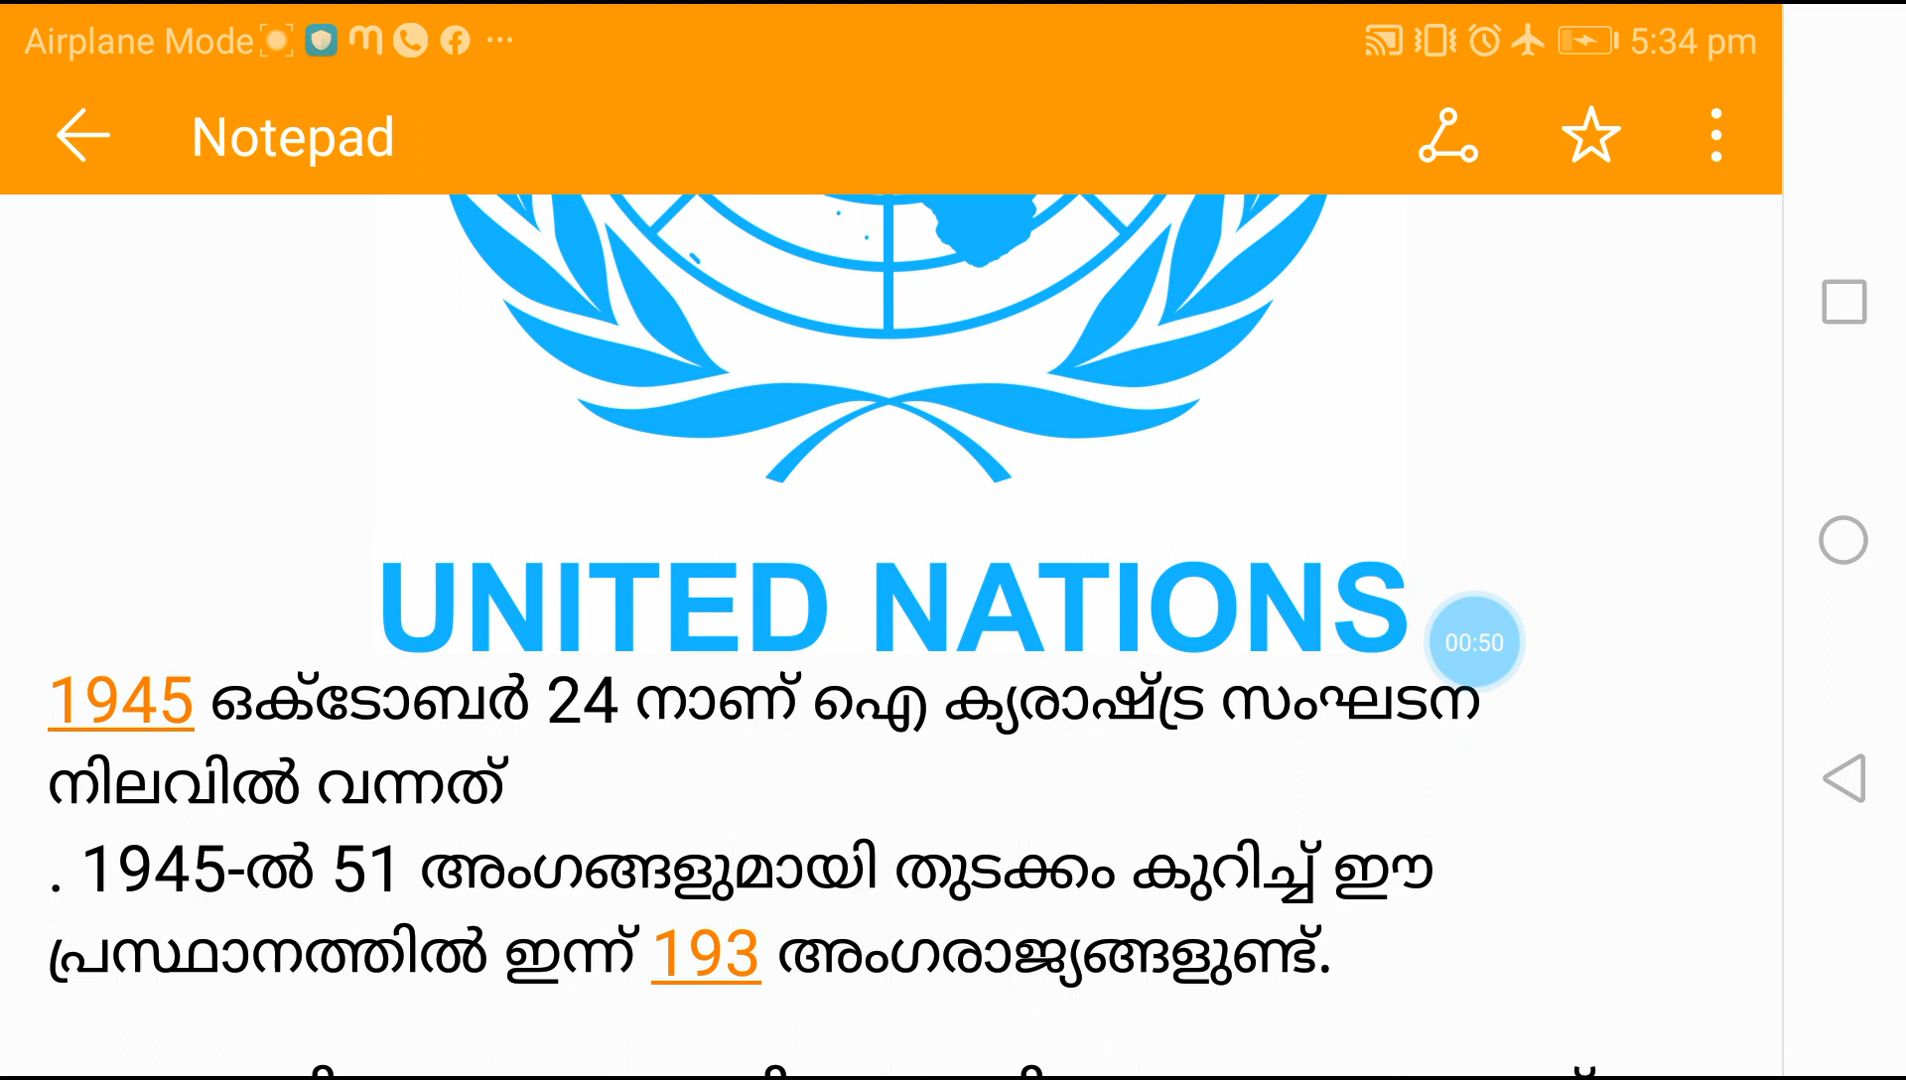 Airplane Mode 5:34 pm
Notepad
UNITED NATIONS
00:50
1945 ഒക്ടോബർ 24 നാണ് ഐ ക്യരാഷ്ട്ര സംഘടന
നിലവിൽ വന്നത്
. 1945-ൽ 51 അംഗങ്ങളുമായി തുടക്കം കുറിച്ച് ഈ
പ്രസ്ഥാനത്തിൽ ഇന്ന് 193 അംഗരാജ്യങ്ങളുണ്ട്.